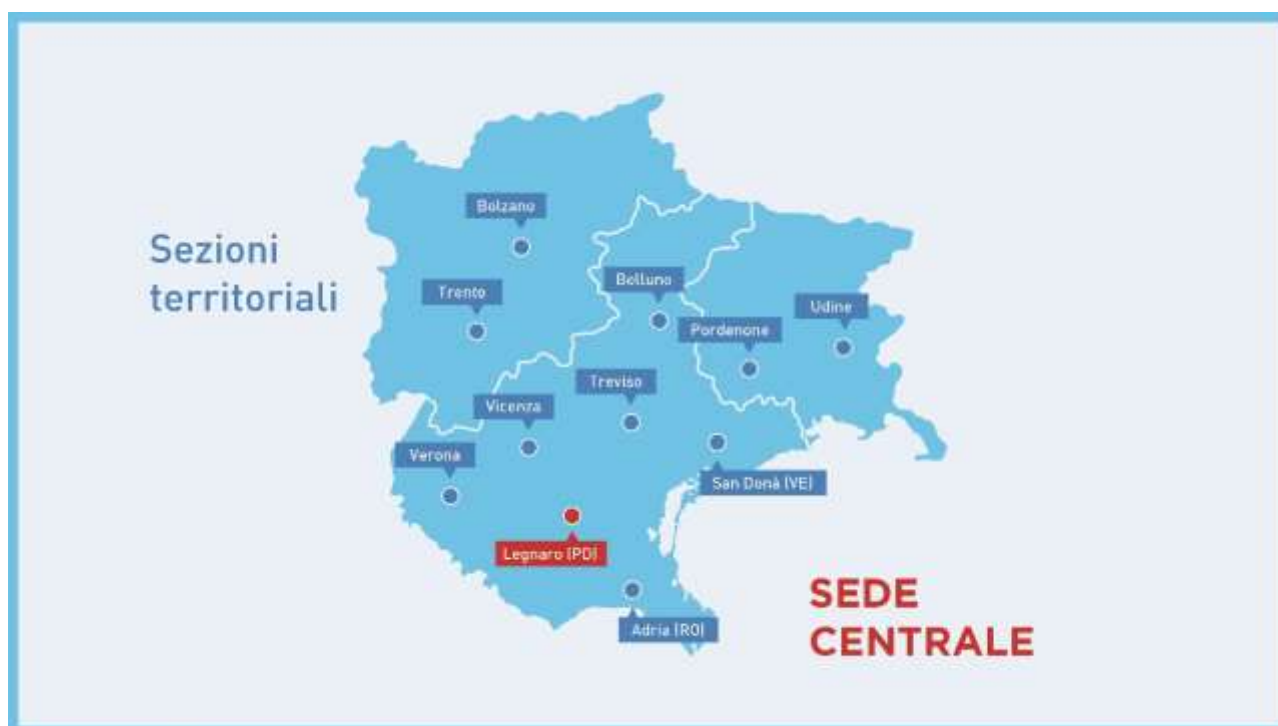 Sezioni
territoriali
Bolzano
Trento
Belluno
Udine
Pordenone
Treviso
Vicenza
Verona
San Donà (VE)
Legnaro (PD)
Adria (RO)
SEDE
CENTRALE